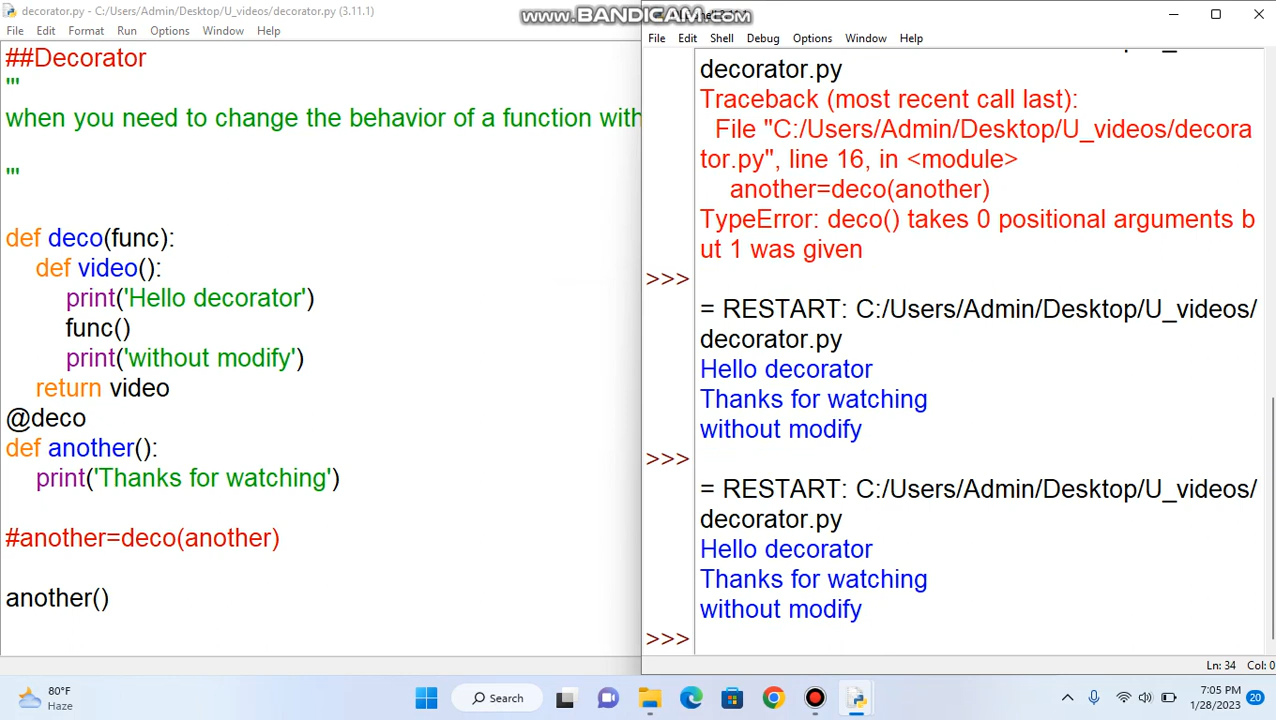 decorator.py - C:/Users/Admin/Desktop/U_videos/decorator.py (3.11.1)
File Edit Format Run Options Window Help
##Decorator
'''
when you need to change the behavior of a function with
'''
def deco(func):
def video():
print('Hello decorator')
func()
print('without modify')
return video
@deco
def another():
print('Thanks for watching')
#another=deco(another)
another()
www.BANDICAM.com
File Edit Shell Debug Options Window Help
decorator.py
Traceback (most recent call last):
File "C:/Users/Admin/Desktop/U_videos/decora
tor.py", line 16, in <module>
another=deco(another)
TypeError: deco() takes 0 positional arguments b
ut 1 was given
>>>
= RESTART: C:/Users/Admin/Desktop/U_videos/
decorator.py
Hello decorator
Thanks for watching
without modify
>>>
= RESTART: C:/Users/Admin/Desktop/U_videos/
decorator.py
Hello decorator
Thanks for watching
without modify
>>>
Ln: 34 Col: 0
80°F
Haze
Search
7:05 PM
1/28/2023
20